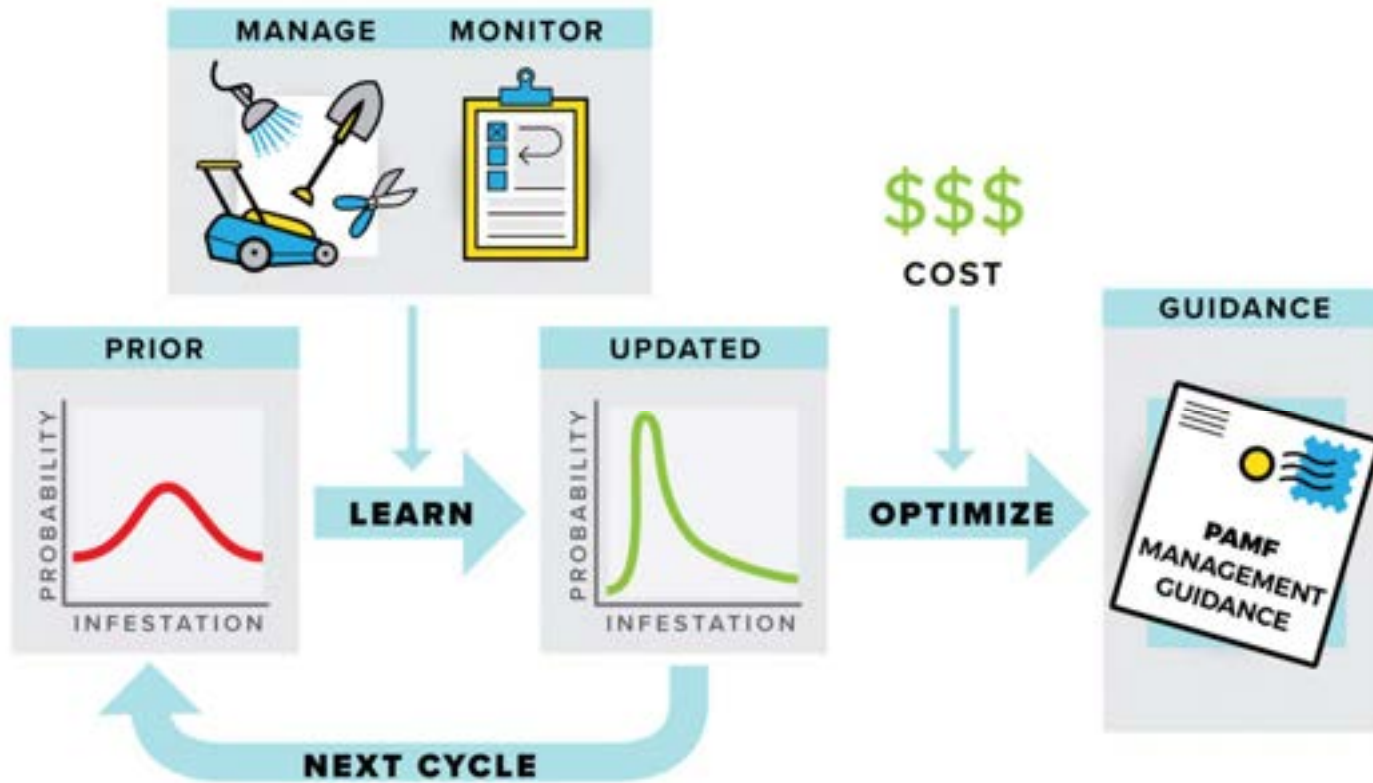 MANAGE MONITOR
$$$
COST
PRIOR
PROBABILITY
INFESTATION
LEARN
UPDATED
PROBABILITY
INFESTATION
OPTIMIZE
GUIDANCE
PAMF
MANAGEMENT
GUIDANCE
NEXT CYCLE